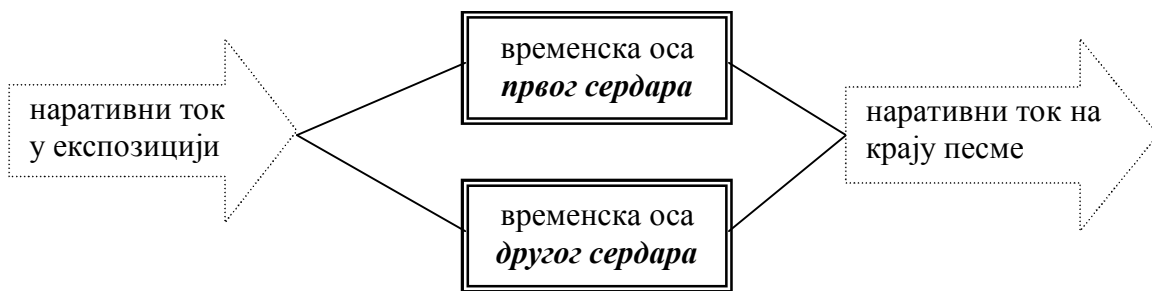 наративни ток
у експозицији
временска оса
првог сердара
временска оса
другог сердара
наративни ток на
крају песме